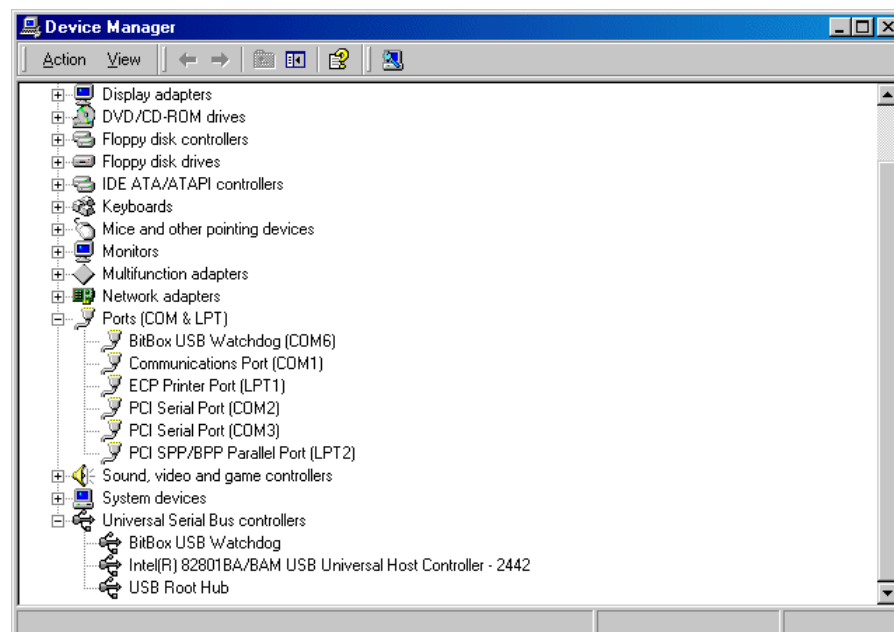 Device Manager
Action View
Display adapters
DVD/CD-ROM drives
Floppy disk controllers
Floppy disk drives
IDE ATA/ATAPI controllers
Keyboards
Mice and other pointing devices
Monitors
Multifunction adapters
Network adapters
Ports (COM & LPT)
BitBox USB Watchdog (COM6)
Communications Port (COM1)
ECP Printer Port (LPT1)
PCI Serial Port (COM2)
PCI Serial Port (COM3)
PCI SPP/BPP Parallel Port (LPT2)
Sound, video and game controllers
System devices
Universal Serial Bus controllers
BitBox USB Watchdog
Intel(R) 82801BA/BAM USB Universal Host Controller - 2442
USB Root Hub